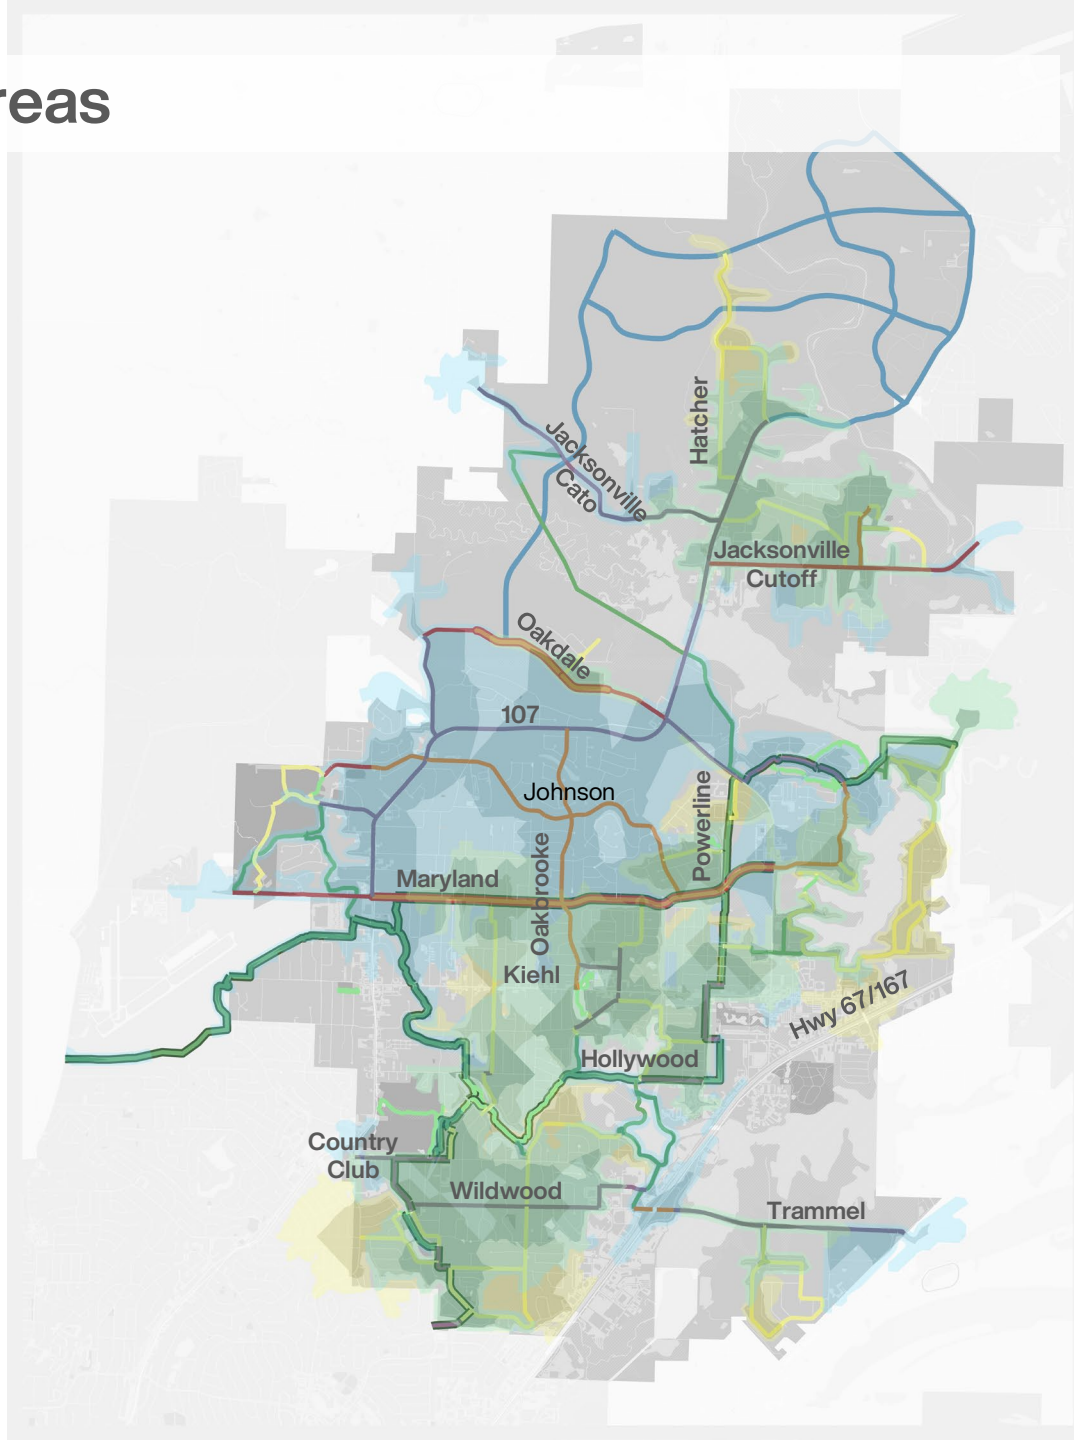 reas
Hatcher
Jacksonville
Cato
Jacksonville
Cutoff
Oakdale
107
Johnson
Powerline
Oakbrooke
Maryland
Kiehl
Hwy 67/167
Hollywood
Country
Club
Wildwood
Trammel